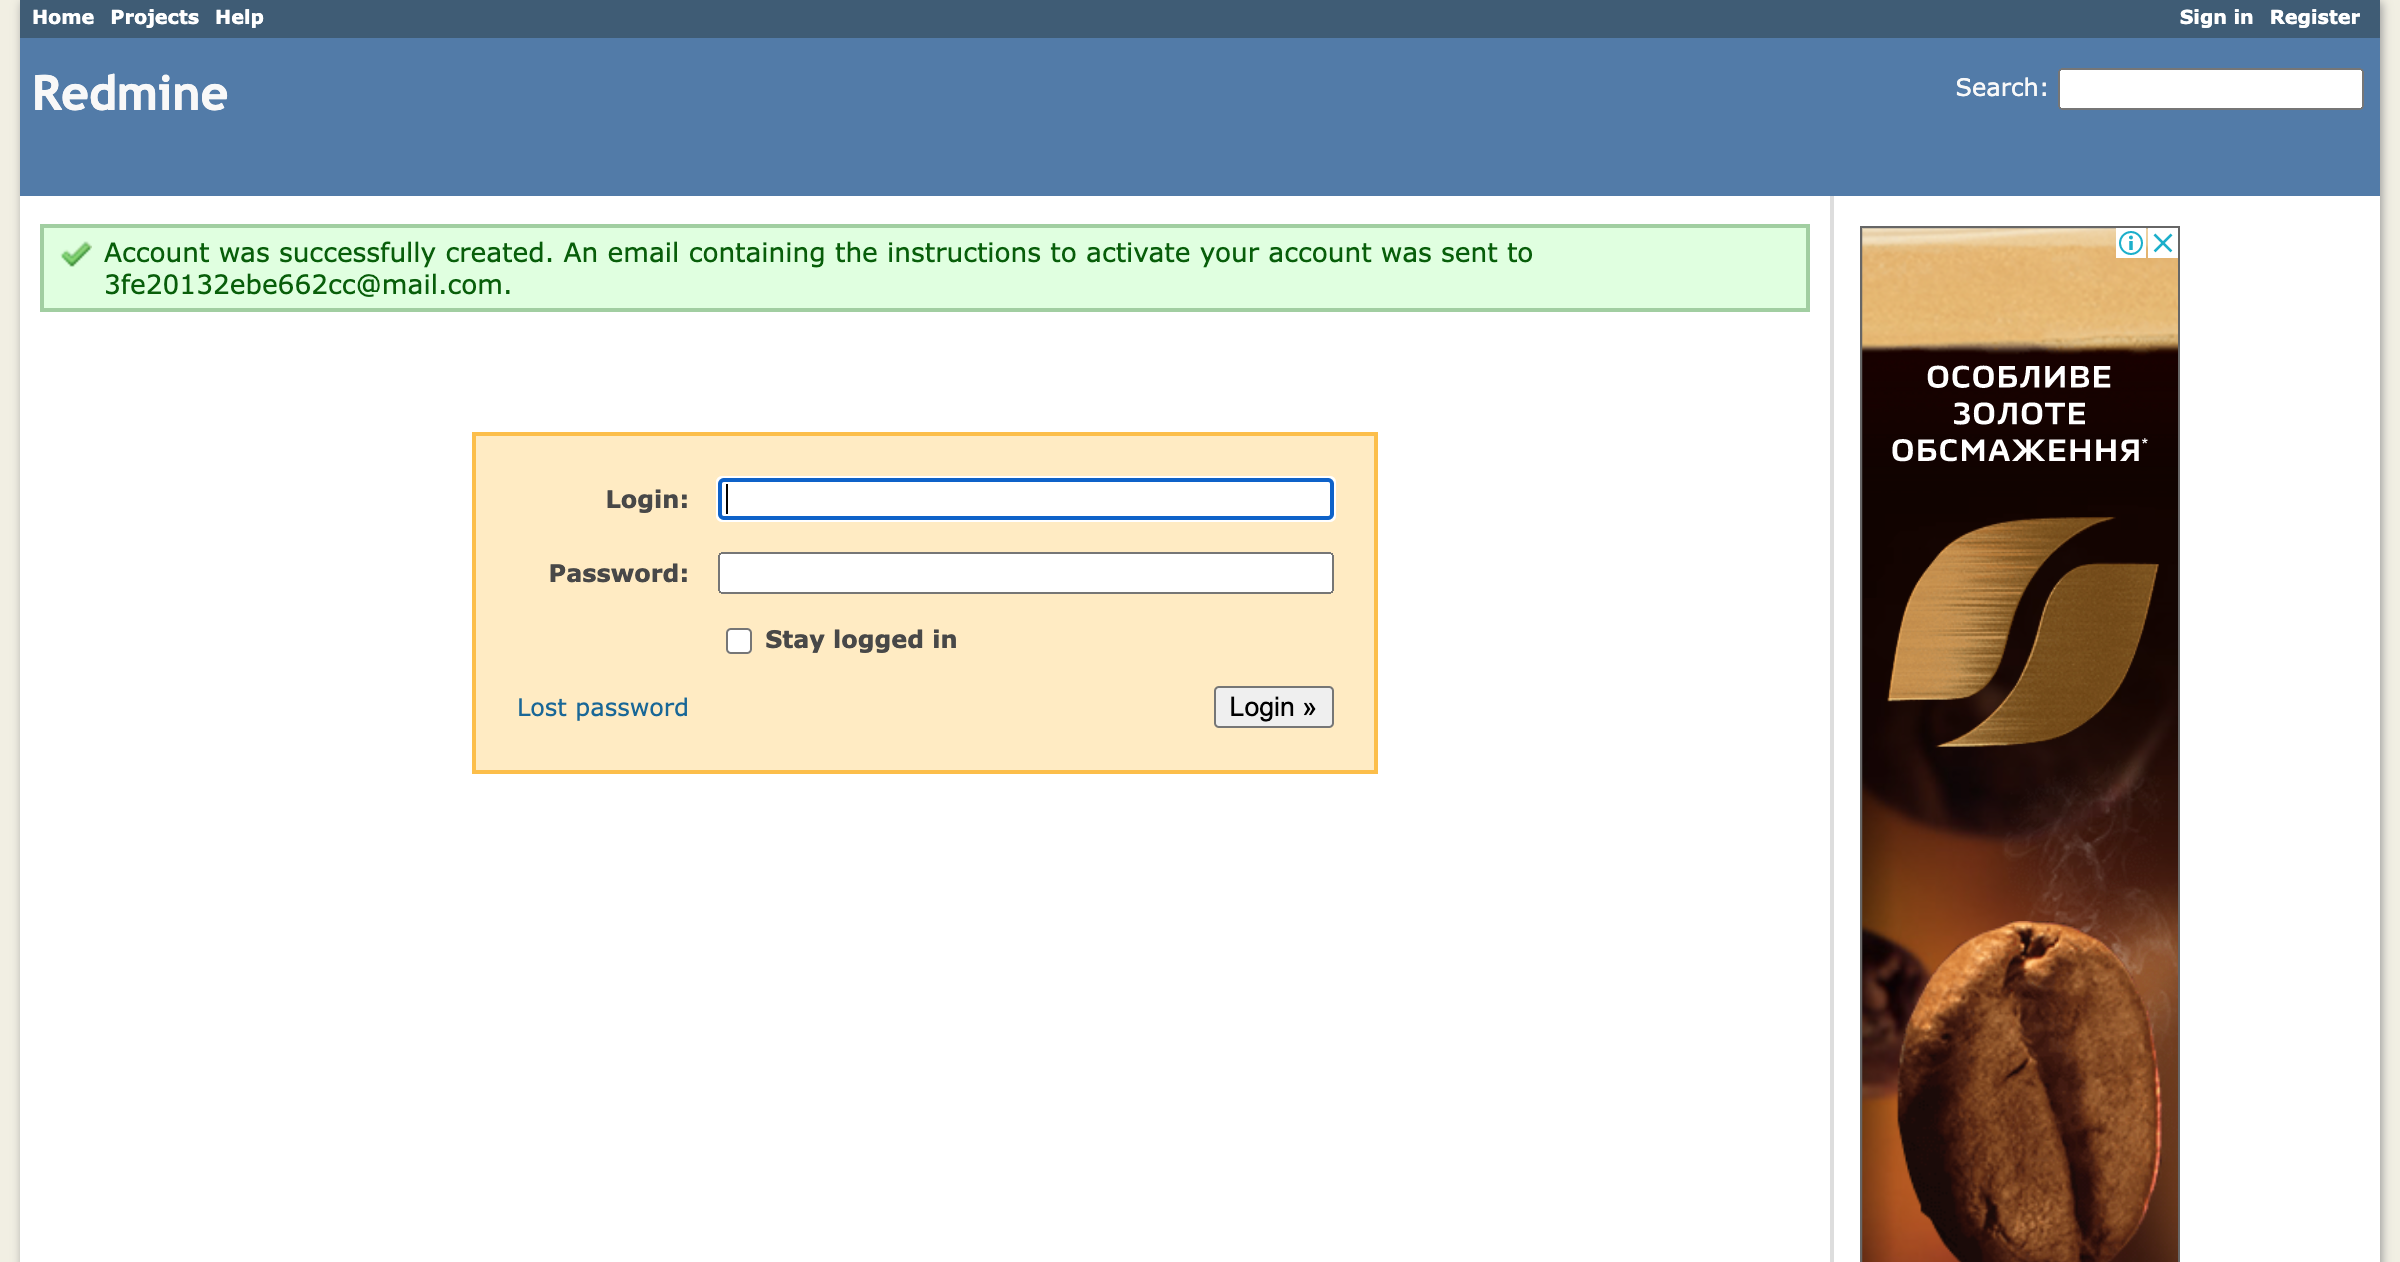 Home Projects Help
Sign in Register
Redmine
Search:
Account was successfully created. An email containing the instructions to activate your account was sent to
3fe20132ebe662cc@mail.com.
Login:
Password:
Stay logged in
Lost password
Login »
ОСОБЛИВЕ
ЗОЛОТЕ
ОБСМАЖЕННЯ*